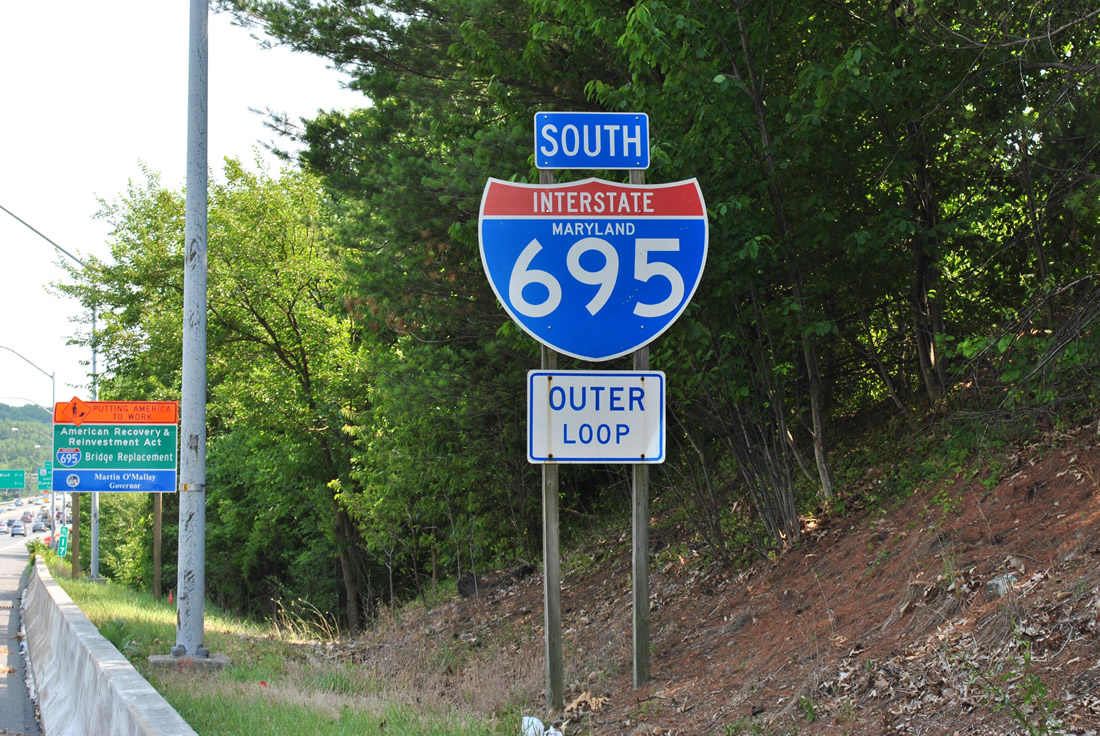 SOUTH
INTERSTATE
MARYLAND
695
OUTER
LOOP
PUTTING AMERICA
TO WORK
American Recovery &
Reinvestment Act
695 Bridge Replacement
Martin O'Malley
Governor
17